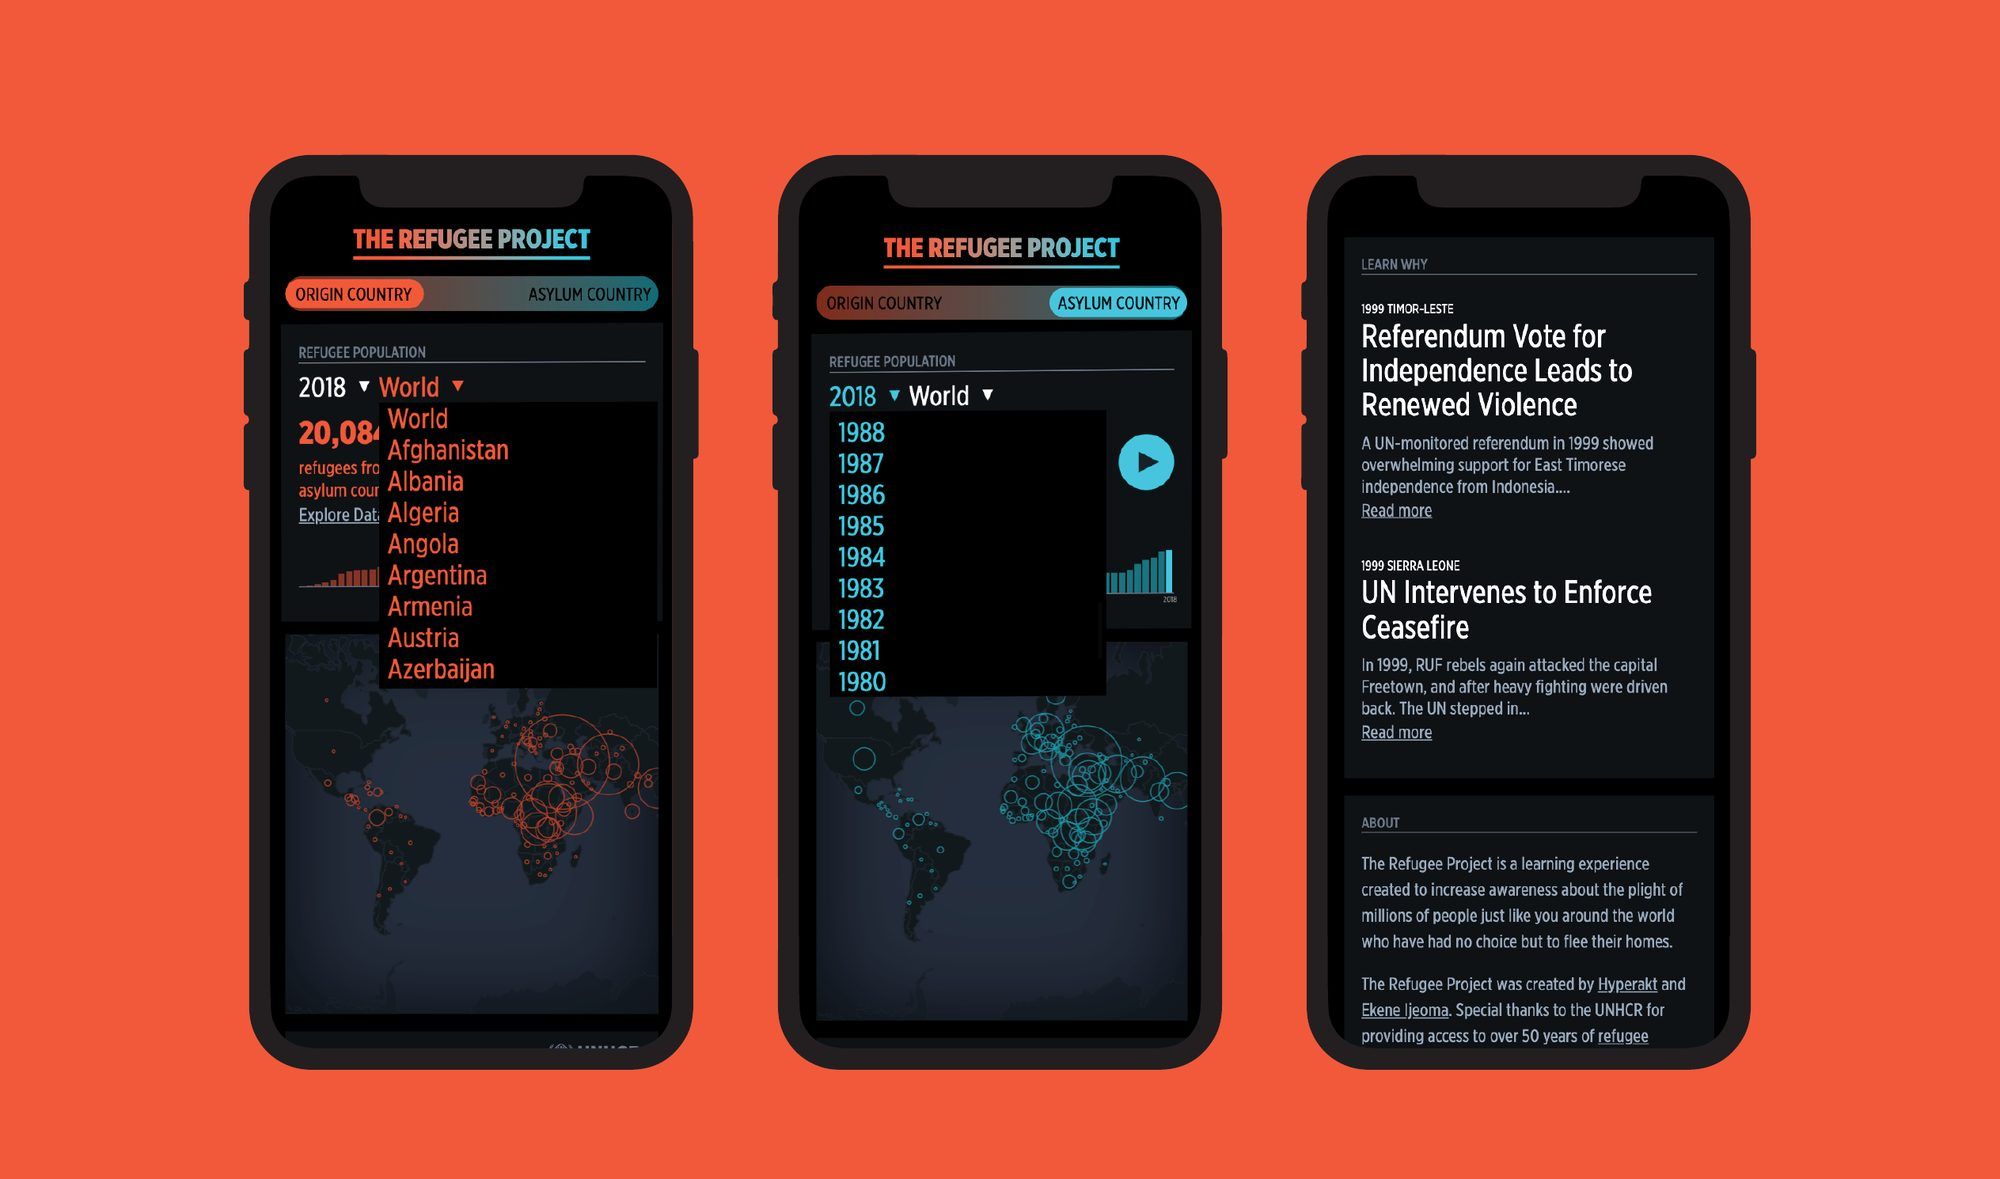 THE REFUGEE PROJECT
ORIGIN COUNTRY
ASYLUM COUNTRY
REFUGEE POPULATION
2018 ▼ World ▼
World
Afghanistan
Albania
Algeria
Angola
Argentina
Armenia
Austria
Azerbaijan
20,084
refugees fro
asylum cour
Explore Data
THE REFUGEE PROJECT
ORIGIN COUNTRY
ASYLUM COUNTRY
REFUGEE POPULATION
2018 ▼ World ▼
1988
1987
1986
1985
1984
1983
1982
1981
1980
2018
LEARN WHY
1999 TIMOR-LESTE
Referendum Vote for
Independence Leads to
Renewed Violence
A UN-monitored referendum in 1999 showed
overwhelming support for East Timorese
independence from Indonesia....
Read more
1999 SIERRA LEONE
UN Intervenes to Enforce
Ceasefire
In 1999, RUF rebels again attacked the capital
Freetown, and after heavy fighting were driven
back. The UN stepped in...
Read more
ABOUT
The Refugee Project is a learning experience
created to increase awareness about the plight of
millions of people just like you around the world
who have had no choice but to flee their homes.
The Refugee Project was created by Hyperakt and
Ekene Ijeoma. Special thanks to the UNHCR for
providing access to over 50 years of refugee